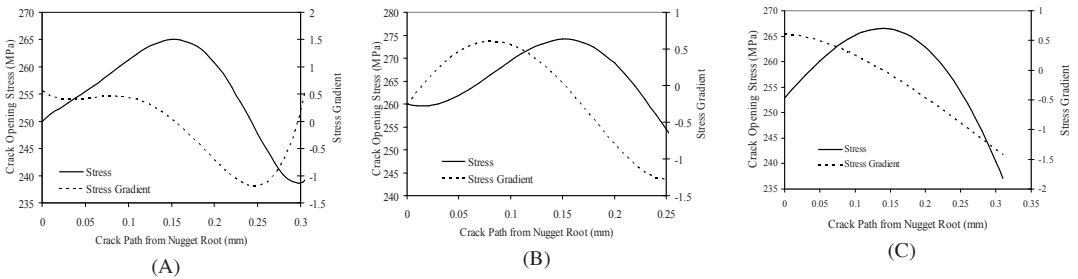 Crack Opening Stress (MPa)
270
265
260
255
250
245
240
235
2
1.5
1
0.5
0
-0.5
-1
-1.5
Stress Gradient
Stress
Stress Gradient
0 0.05 0.1 0.15 0.2 0.25 0.3
Crack Path from Nugget Root (mm)
(A)
Crack Opening Stress (MPa)
280
275
270
265
260
255
250
245
240
1
0.5
0
-0.5
-1
-1.5
Stress Gradient
Stress
Stress Gradient
0 0.05 0.1 0.15 0.2 0.25
Crack Path from Nugget Root (mm)
(B)
Crack Opening Stress (MPa)
270
265
260
255
250
245
240
235
1
0.5
0
-0.5
-1
-1.5
-2
Stress Gradient
Stress
Stress Gradient
0 0.05 0.1 0.15 0.2 0.25 0.3
Crack Path from Nugget Root (mm)
(C)